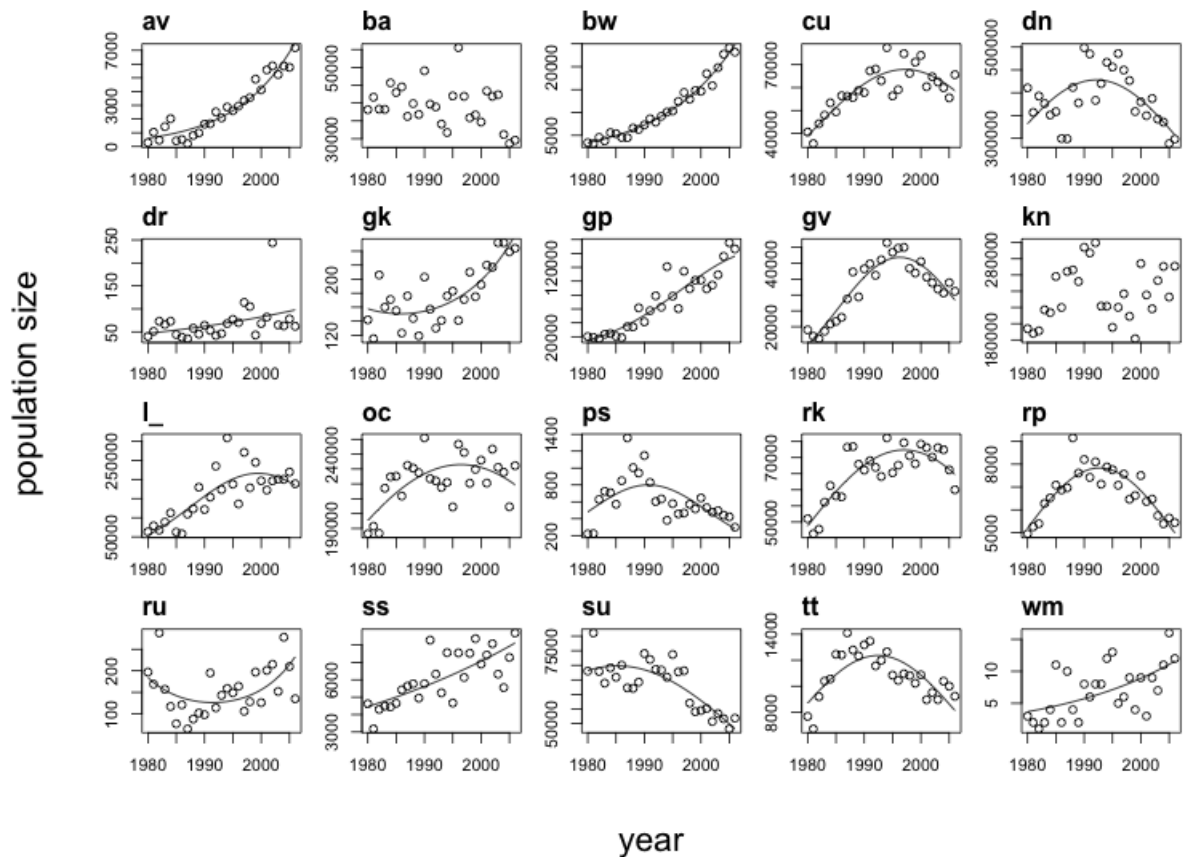 population size
av
0 3000 7000
1980 1990 2000
ba
30000 50000
1980 1990 2000
bw
5000 20000
1980 1990 2000
cu
40000 70000
1980 1990 2000
dn
300000 500000
1980 1990 2000
dr
50 150 250
1980 1990 2000
gk
120 200
1980 1990 2000
gp
20000 120000
1980 1990 2000
gv
20000 40000
1980 1990 2000
kn
180000 280000
1980 1990 2000
l_
50000 250000
1980 1990 2000
oc
190000 240000
1980 1990 2000
ps
200 800 1400
1980 1990 2000
rk
50000 70000
1980 1990 2000
rp
5000 8000
1980 1990 2000
ru
100 200
1980 1990 2000
ss
3000 6000
1980 1990 2000
su
50000 75000
1980 1990 2000
tt
8000 14000
1980 1990 2000
wm
5 10
1980 1990 2000
year